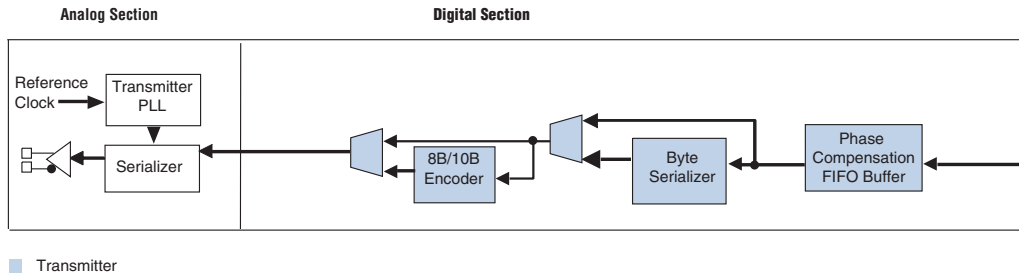 Analog Section
Digital Section
Reference
Clock
Transmitter
PLL
Serializer
8B/10B
Encoder
Byte
Serializer
Phase
Compensation
FIFO Buffer
Transmitter